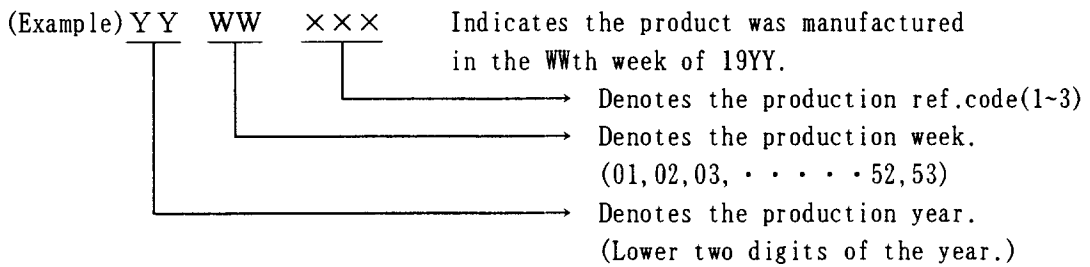 (Example) YY WW ××× Indicates the product was manufactured
in the WWth week of 19YY.
Denotes the production ref.code(1~3)
Denotes the production week.
(01,02,03,・・・・・52,53)
Denotes the production year.
(Lower two digits of the year.)